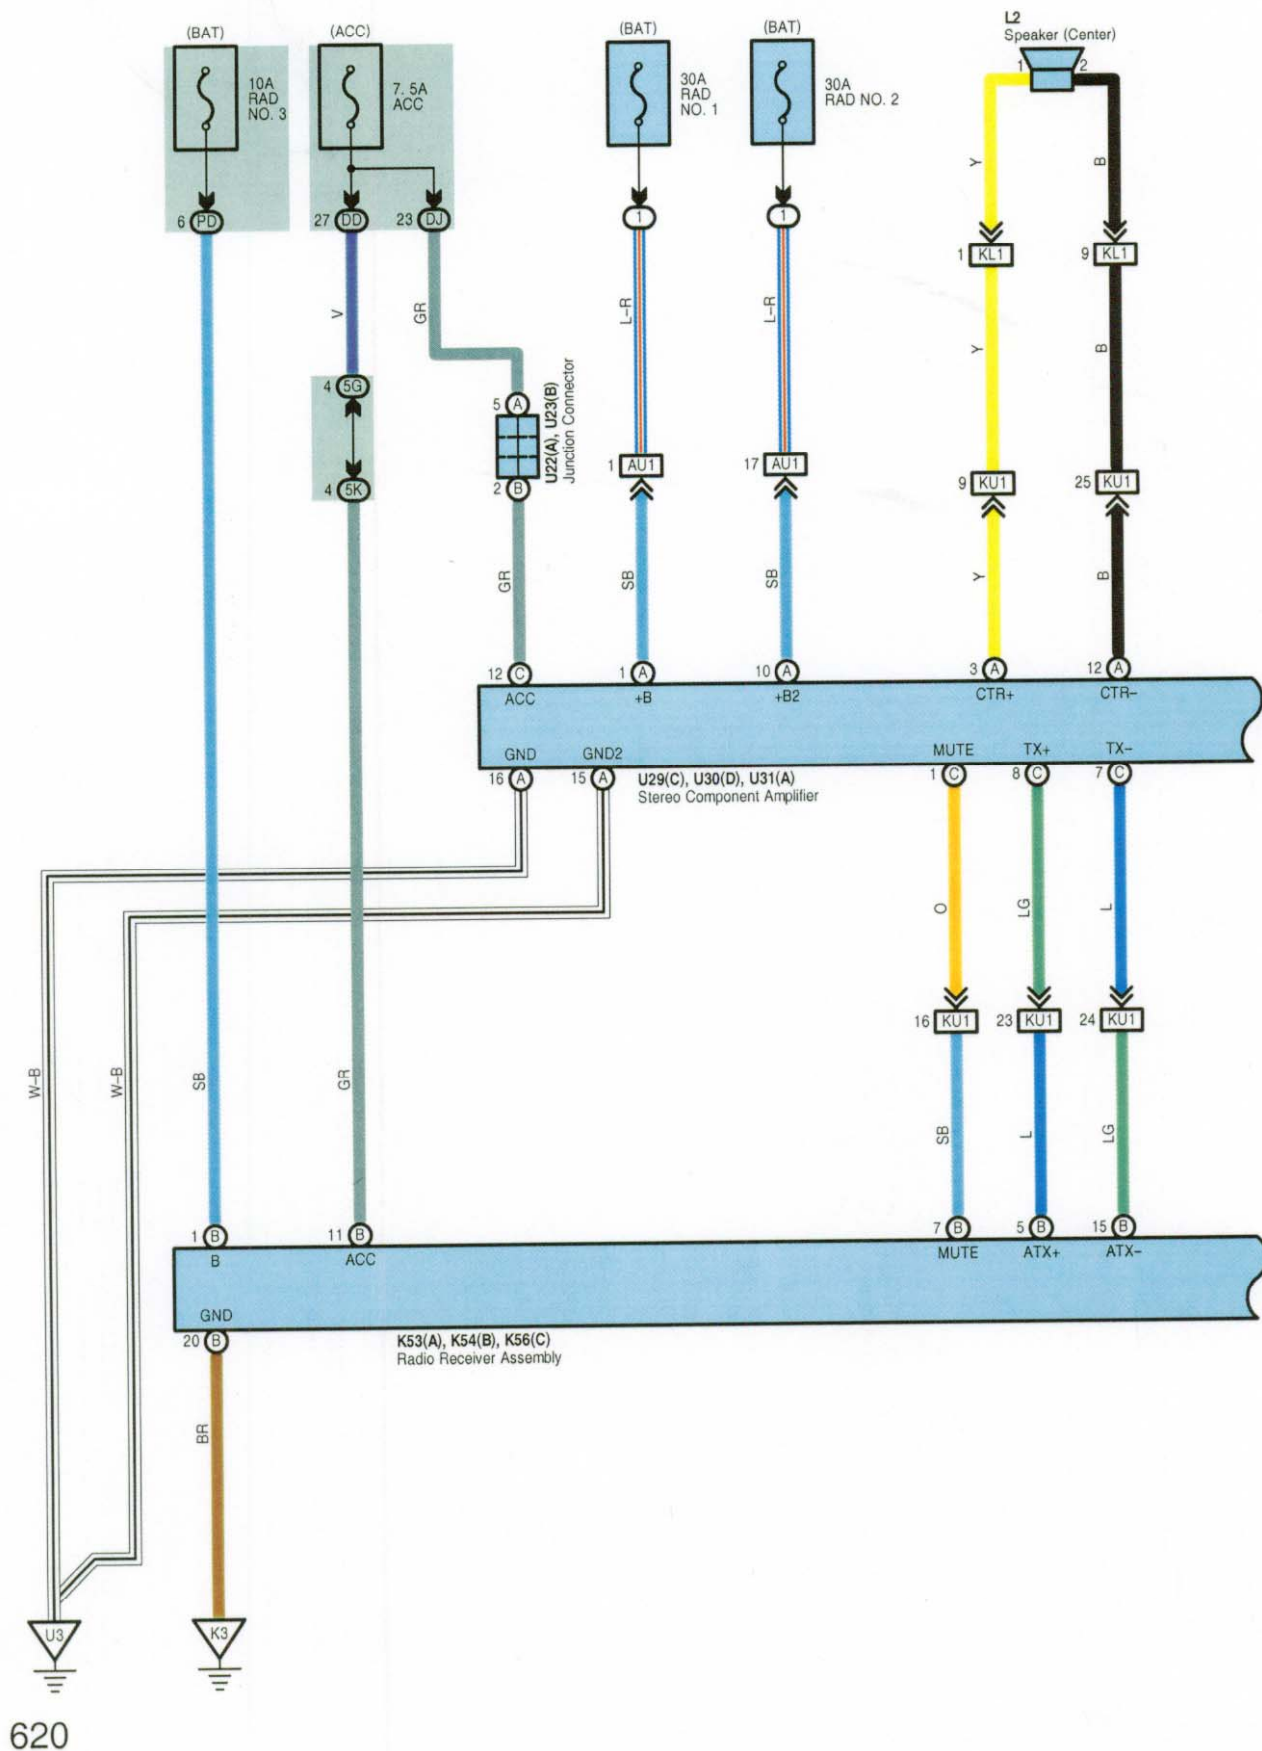 (BAT)
10A
RAD
NO. 3
6 PD
(ACC)
7. 5A
ACC
27 DD
23 DJ
(BAT)
30A
RAD
NO. 1
1
(BAT)
30A
RAD NO. 2
1
L2
Speaker (Center)
1
2
Y
B
1 KL1
9 KL1
V
GR
L–R
L–R
Y
B
4 5G
4 5K
5 A
U22(A), U23(B)
Junction Connector
2 B
1 AU1
17 AU1
9 KU1
25 KU1
GR
SB
SB
Y
B
12 C
1 A
10 A
3 A
12 A
ACC
+B
+B2
CTR+
CTR–
GND
GND2
MUTE
TX+
TX–
16 A
15 A
U29(C), U30(D), U31(A)
Stereo Component Amplifier
1 C
8 C
7 C
O
LG
L
16 KU1
23 KU1
24 KU1
W–B
W–B
SB
GR
SB
L
LG
1 B
11 B
7 B
5 B
15 B
B
ACC
MUTE
ATX+
ATX–
GND
20 B
K53(A), K54(B), K56(C)
Radio Receiver Assembly
BR
U3
K3
620